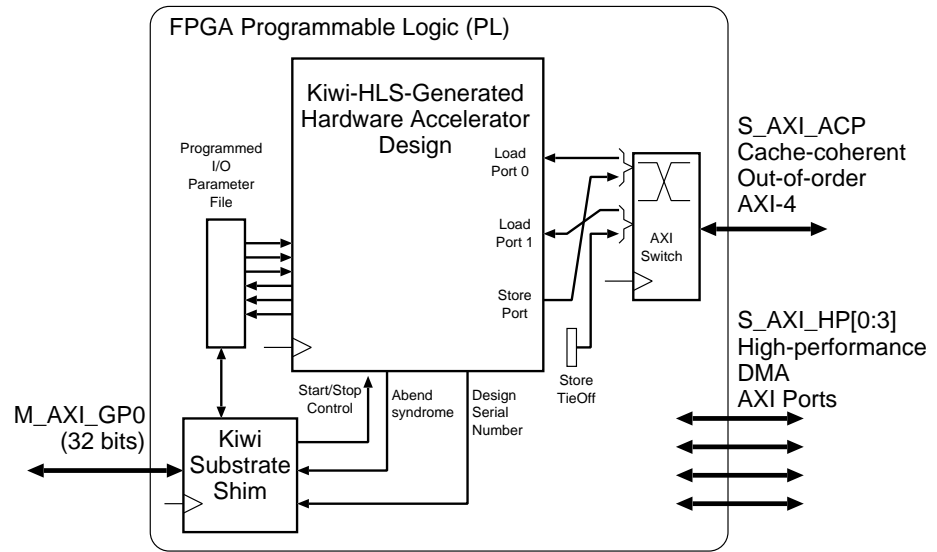 FPGA Programmable Logic (PL)
Kiwi-HLS-Generated
Hardware Accelerator
Design
Programmed
I/O
Parameter
File
Load
Port 0
Load
Port 1
Store
Port
AXI
Switch
S_AXI_ACP
Cache-coherent
Out-of-order
AXI-4
Store
TieOff
S_AXI_HP[0:3]
High-performance
DMA
AXI Ports
Start/Stop
Control
Abend
syndrome
Design
Serial
Number
M_AXI_GP0
(32 bits)
Kiwi
Substrate
Shim